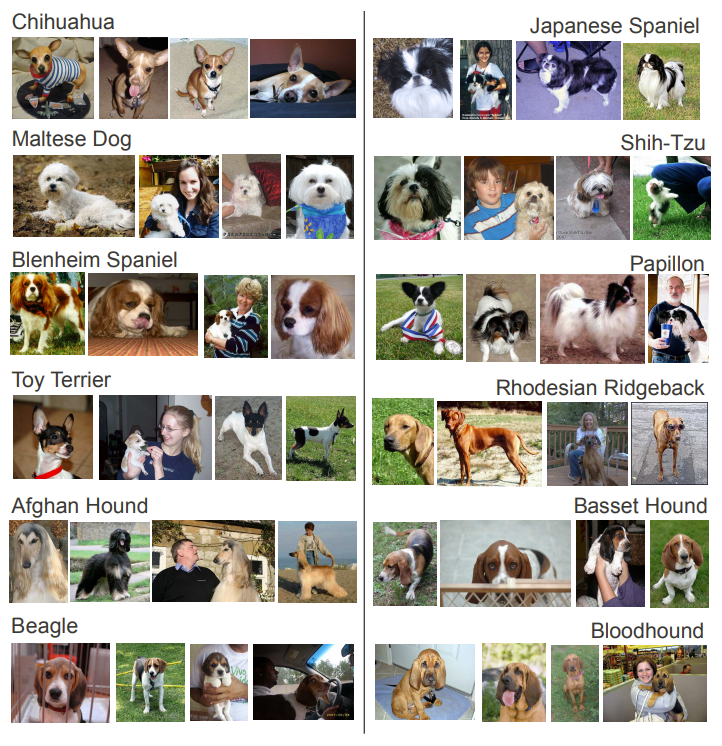 Chihuahua
Japanese Spaniel
Maltese Dog
Shih-Tzu
Blenheim Spaniel
Papillon
Toy Terrier
Rhodesian Ridgeback
Afghan Hound
Basset Hound
Beagle
Bloodhound